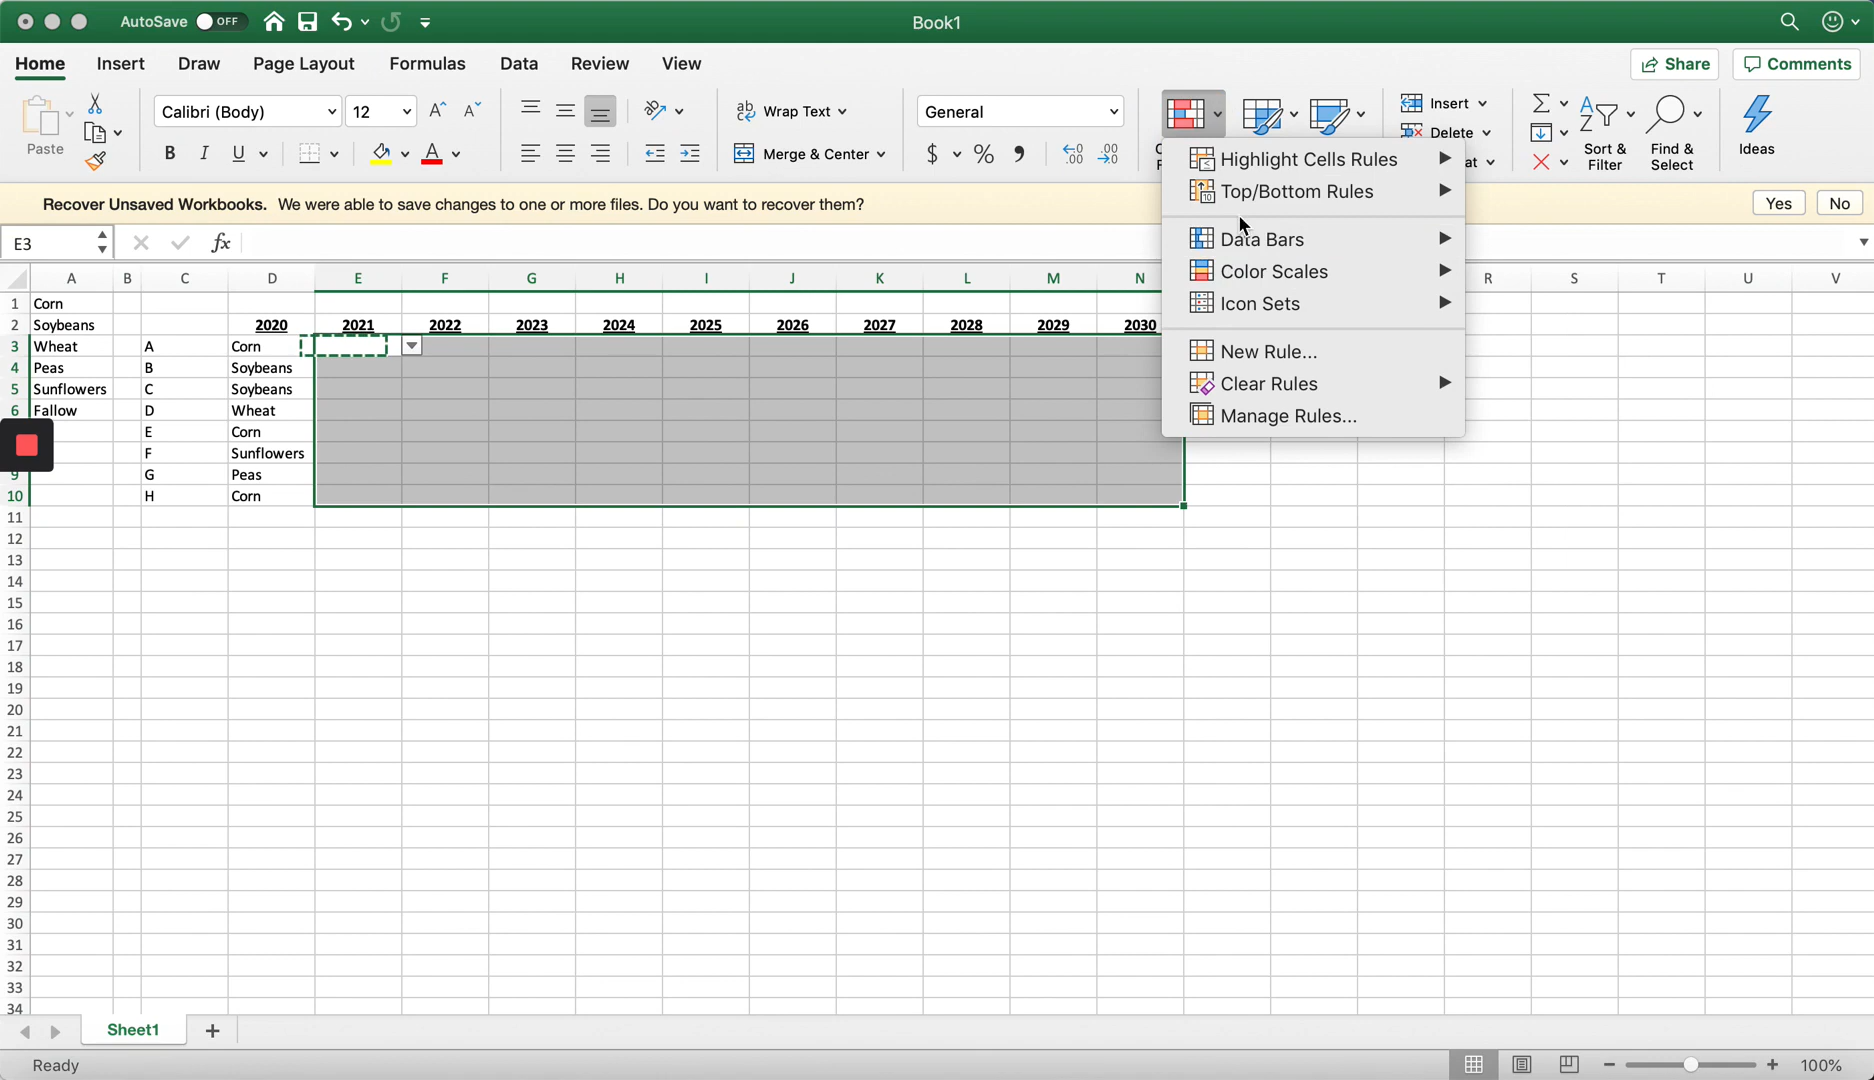 AutoSave OFF Book1
Home Insert Draw Page Layout Formulas Data Review View Share Comments
Paste Calibri (Body) 12 A^ Aˇ ab Wrap Text General Insert
B I U A Merge & Center $ % Delete
Sort & Filter Find & Select Ideas
Recover Unsaved Workbooks. We were able to save changes to one or more files. Do you want to recover them? Yes No
E3 fx
Highlight Cells Rules
Top/Bottom Rules
Data Bars
Color Scales
Icon Sets
New Rule...
Clear Rules
Manage Rules...
A B C D E F G H I J K L M N R S T U V
1 Corn
2 Soybeans 2020 2021 2022 2023 2024 2025 2026 2027 2028 2029 2030
3 Wheat A Corn
4 Peas B Soybeans
5 Sunflowers C Soybeans
6 Fallow D Wheat
E Corn
F Sunflowers
9 G Peas
10 H Corn
11
12
13
14
15
16
17
18
19
20
21
22
23
24
25
26
27
28
29
30
31
32
33
34
Sheet1
Ready 100%